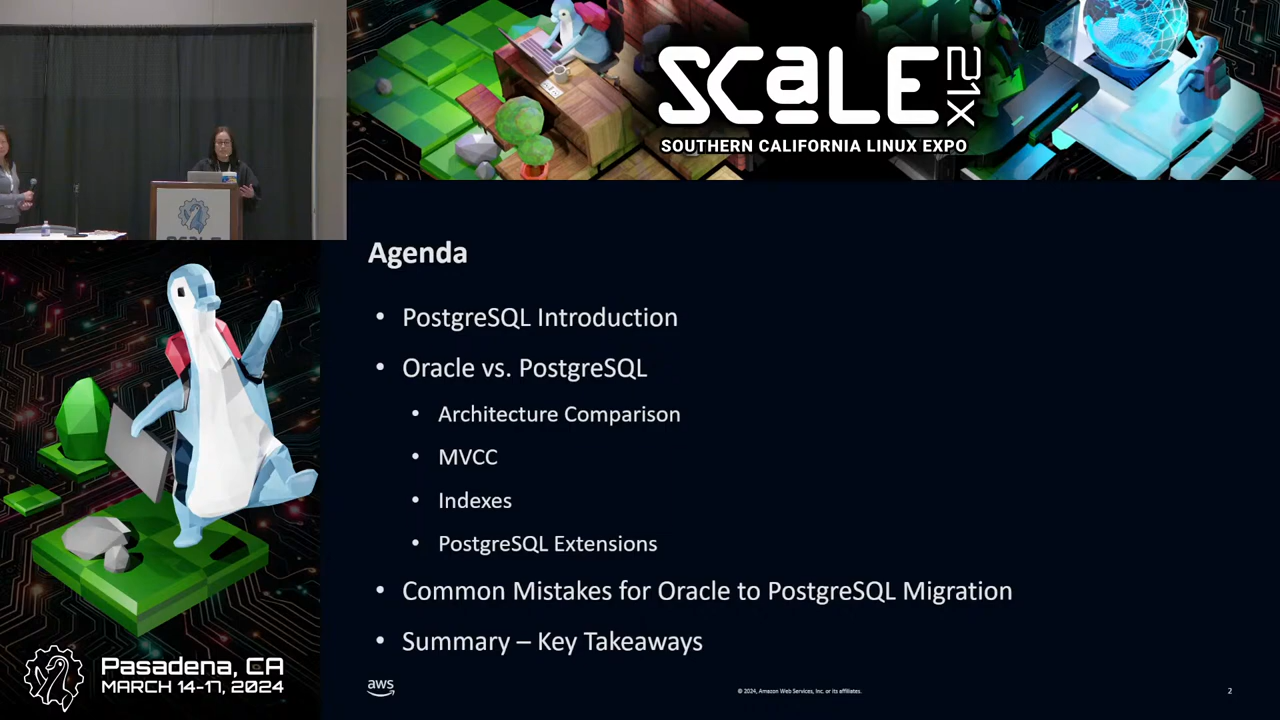 SCaLE 21x
SOUTHERN CALIFORNIA LINUX EXPO
SCALE
Agenda
• PostgreSQL Introduction
• Oracle vs. PostgreSQL
• Architecture Comparison
• MVCC
• Indexes
• PostgreSQL Extensions
• Common Mistakes for Oracle to PostgreSQL Migration
• Summary – Key Takeaways
Pasadena, CA
MARCH 14-17, 2024
aws
© 2024, Amazon Web Services, Inc. or its affiliates.
2